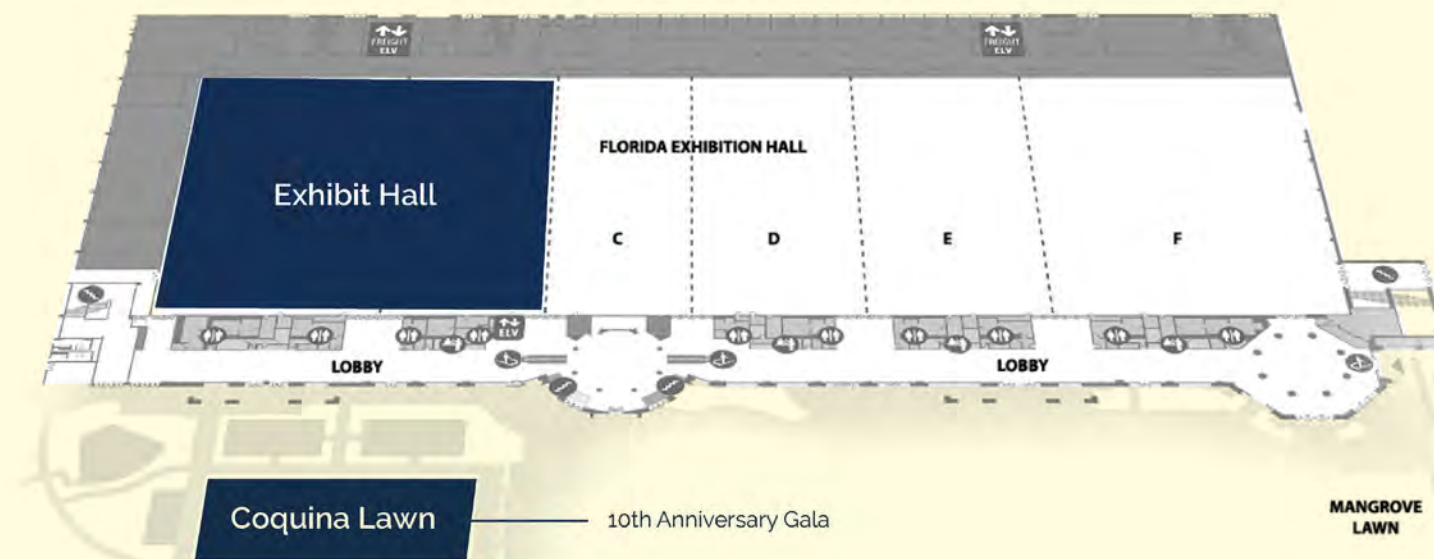 FREIGHT
ELV
FREIGHT
ELV
FLORIDA EXHIBITION HALL
Exhibit Hall
C
D
E
F
ELV
LOBBY
LOBBY
Coquina Lawn
10th Anniversary Gala
MANGROVE
LAWN